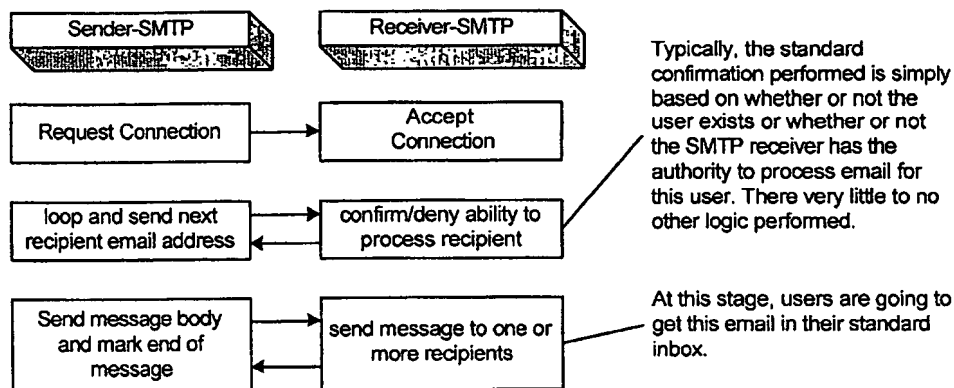 Sender-SMTP
Receiver-SMTP
Request Connection
Accept
Connection
loop and send next
recipient email address
confirm/deny ability to
process recipient
Typically, the standard
confirmation performed is simply
based on whether or not the
user exists or whether or not
the SMTP receiver has the
authority to process email for
this user. There very little to no
other logic performed.
Send message body
and mark end of
message
send message to one or
more recipients
At this stage, users are going to
get this email in their standard
inbox.